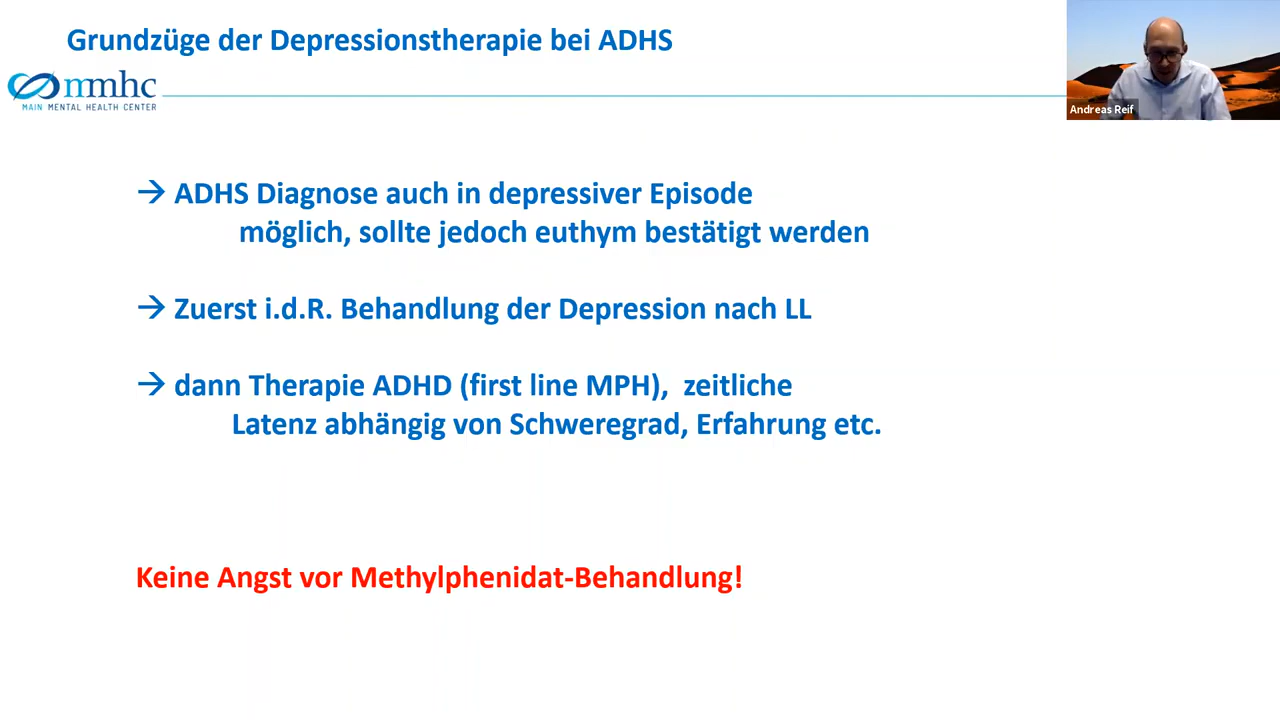 Grundzüge der Depressionstherapie bei ADHS
mmhc
MAIN MENTAL HEALTH CENTER
Andreas Reif
→ ADHS Diagnose auch in depressiver Episode
möglich, sollte jedoch euthym bestätigt werden
→ Zuerst i.d.R. Behandlung der Depression nach LL
→ dann Therapie ADHD (first line MPH), zeitliche
Latenz abhängig von Schweregrad, Erfahrung etc.
Keine Angst vor Methylphenidat-Behandlung!